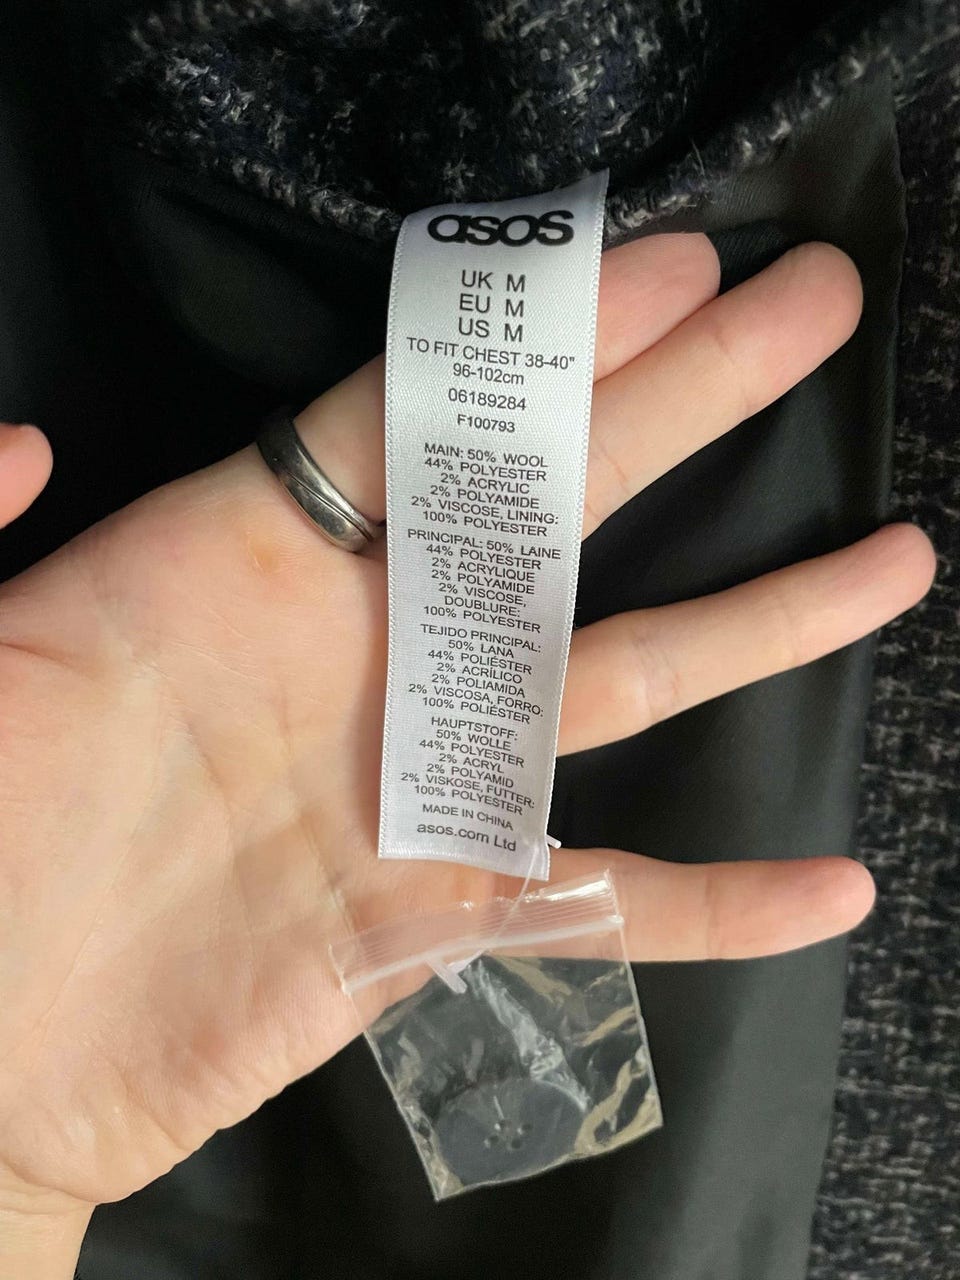 asos
UK M
EU M
US M
TO FIT CHEST 38-40"
96-102cm
06189284
F100793
MAIN: 50% WOOL
44% POLYESTER
2% ACRYLIC
2% POLYAMIDE
2% VISCOSE, LINING:
100% POLYESTER
PRINCIPAL: 50% LAINE
44% POLYESTER
2% ACRYLIQUE
2% POLYAMIDE
2% VISCOSE,
DOUBLURE:
100% POLYESTER
TEJIDO PRINCIPAL:
50% LANA
44% POLIÉSTER
2% ACRÍLICO
2% POLIAMIDA
2% VISCOSA, FORRO:
100% POLIÉSTER
HAUPTSTOFF:
50% WOLLE
44% POLYESTER
2% ACRYL
2% POLYAMID
2% VISKOSE, FUTTER:
100% POLYESTER
MADE IN CHINA
asos.com Ltd